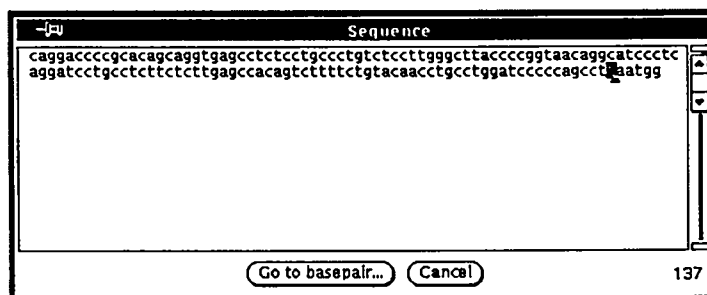 Sequence
caggaccccgcacagcaggtgagcctctcctgccctgtctccttgggcttaccccggtaacaggcatccctc
aggatcctgcctcttctcttgagccacagtcttttctgtacaacctgcctggatcccccagcctgaatgg
Go to basepair... Cancel 137